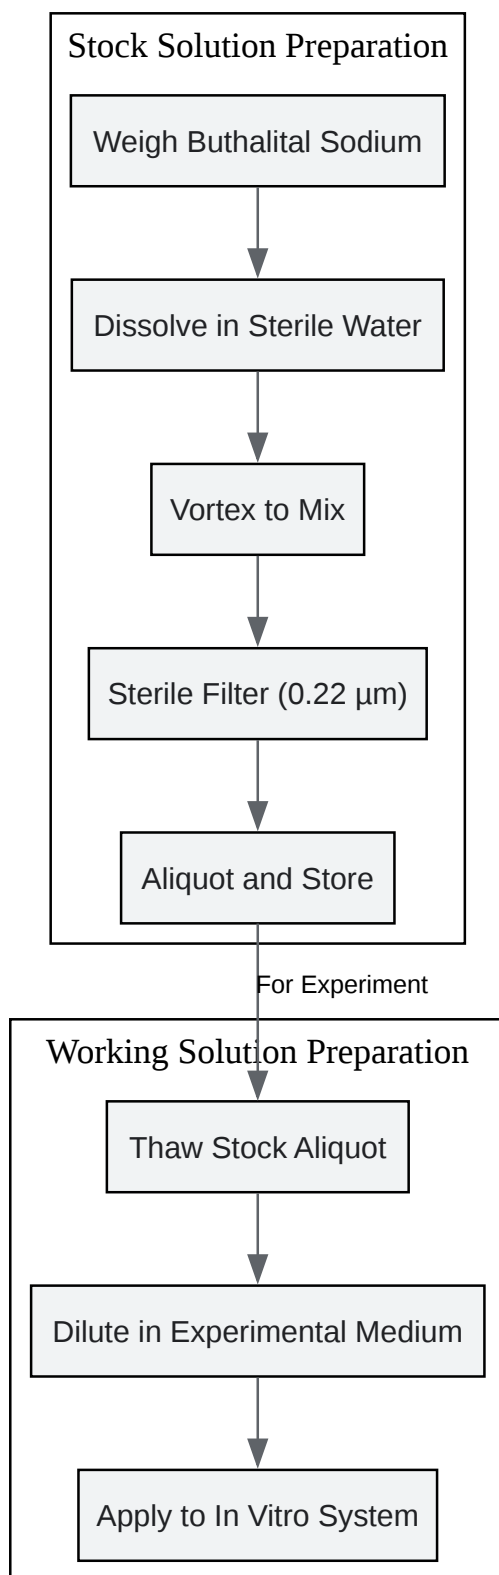 Stock Solution Preparation
Weigh Buthalital Sodium
Dissolve in Sterile Water
Vortex to Mix
Sterile Filter (0.22 µm)
Aliquot and Store
For Experiment
Working Solution Preparation
Thaw Stock Aliquot
Dilute in Experimental Medium
Apply to In Vitro System